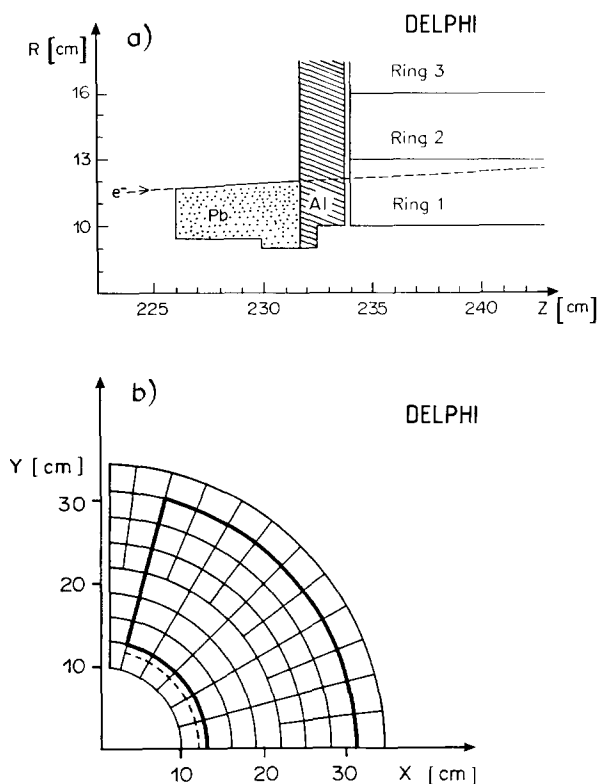 a)
DELPHI
R [cm]
Ring 3
16
Ring 2
13
e⁻
Pb
Al
Ring 1
10
225
230
235
240
Z [cm]
b)
DELPHI
Y [cm]
30
20
10
10
20
30
X [cm]